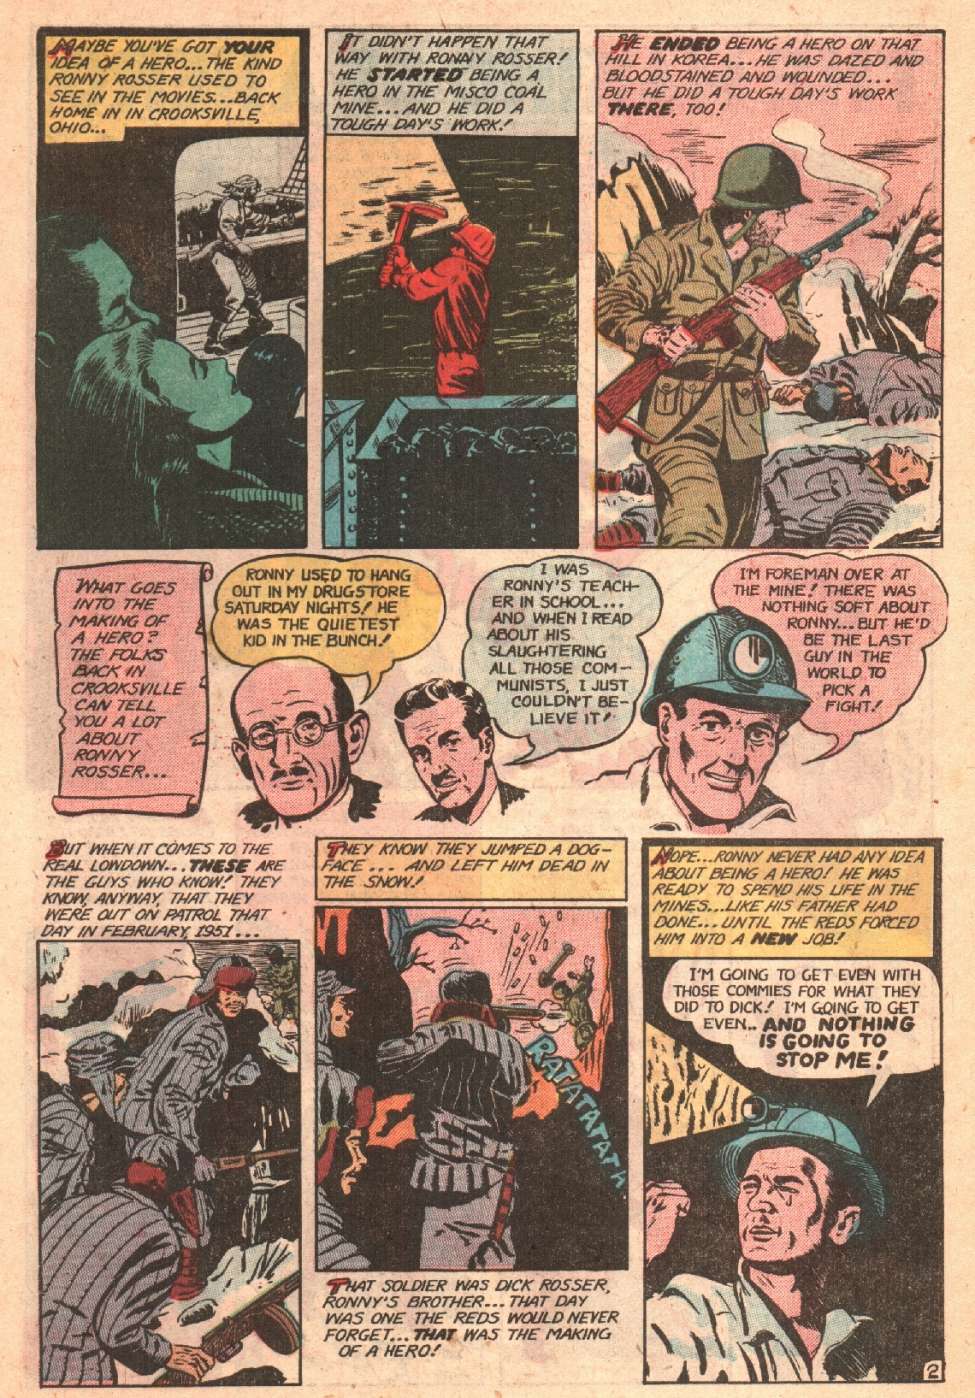 MAYBE YOU'VE GOT YOUR
IDEA OF A HERO...THE KIND
RONNY ROSSER USED TO
SEE IN THE MOVIES...BACK
HOME IN IN CROOKSVILLE,
OHIO...
IT DIDN'T HAPPEN THAT
WAY WITH RONNY ROSSER!
HE STARTED BEING A
HERO IN THE MISCO COAL
MINE...AND HE DID A
TOUGH DAY'S WORK!
HE ENDED BEING A HERO ON THAT
HILL IN KOREA...HE WAS DAZED AND
BLOODSTAINED AND WOUNDED...
BUT HE DID A TOUGH DAY'S WORK
THERE, TOO!
WHAT GOES
INTO THE
MAKING OF
A HERO?
THE FOLKS
BACK IN
CROOKSVILLE
CAN TELL
YOU A LOT
ABOUT
RONNY
ROSSER...
RONNY USED TO HANG
OUT IN MY DRUGSTORE
SATURDAY NIGHTS! HE
WAS THE QUIETEST
KID IN THE BUNCH!
I WAS
RONNY'S TEACH-
ER IN SCHOOL...
AND WHEN I READ
ABOUT HIS
SLAUGHTERING
ALL THOSE COM-
MUNISTS, I JUST
COULDN'T BE-
LIEVE IT!
I'M FOREMAN OVER AT
THE MINE! THERE WAS
NOTHING SOFT ABOUT
RONNY...BUT HE'D
BE THE LAST
GUY IN THE
WORLD TO
PICK A
FIGHT!
BUT WHEN IT COMES TO THE
REAL LOWDOWN...THESE ARE
THE GUYS WHO KNOW! THEY
KNOW, ANYWAY, THAT THEY
WERE OUT ON PATROL THAT
DAY IN FEBRUARY, 1951...
THEY KNOW THEY JUMPED A DOG-
FACE... AND LEFT HIM DEAD IN
THE SNOW!
RATATATATATH
THAT SOLDIER WAS DICK ROSSER,
RONNY'S BROTHER...THAT DAY
WAS ONE THE REDS WOULD NEVER
FORGET...THAT WAS THE MAKING
OF A HERO!
NOPE...RONNY NEVER HAD ANY IDEA
ABOUT BEING A HERO! HE WAS
READY TO SPEND HIS LIFE IN THE
MINES...LIKE HIS FATHER HAD
DONE...UNTIL THE REDS FORCED
HIM INTO A NEW JOB!
I'M GOING TO GET EVEN WITH
THOSE COMMIES FOR WHAT THEY
DID TO DICK! I'M GOING TO GET
EVEN..AND NOTHING
IS GOING TO
STOP ME!
2